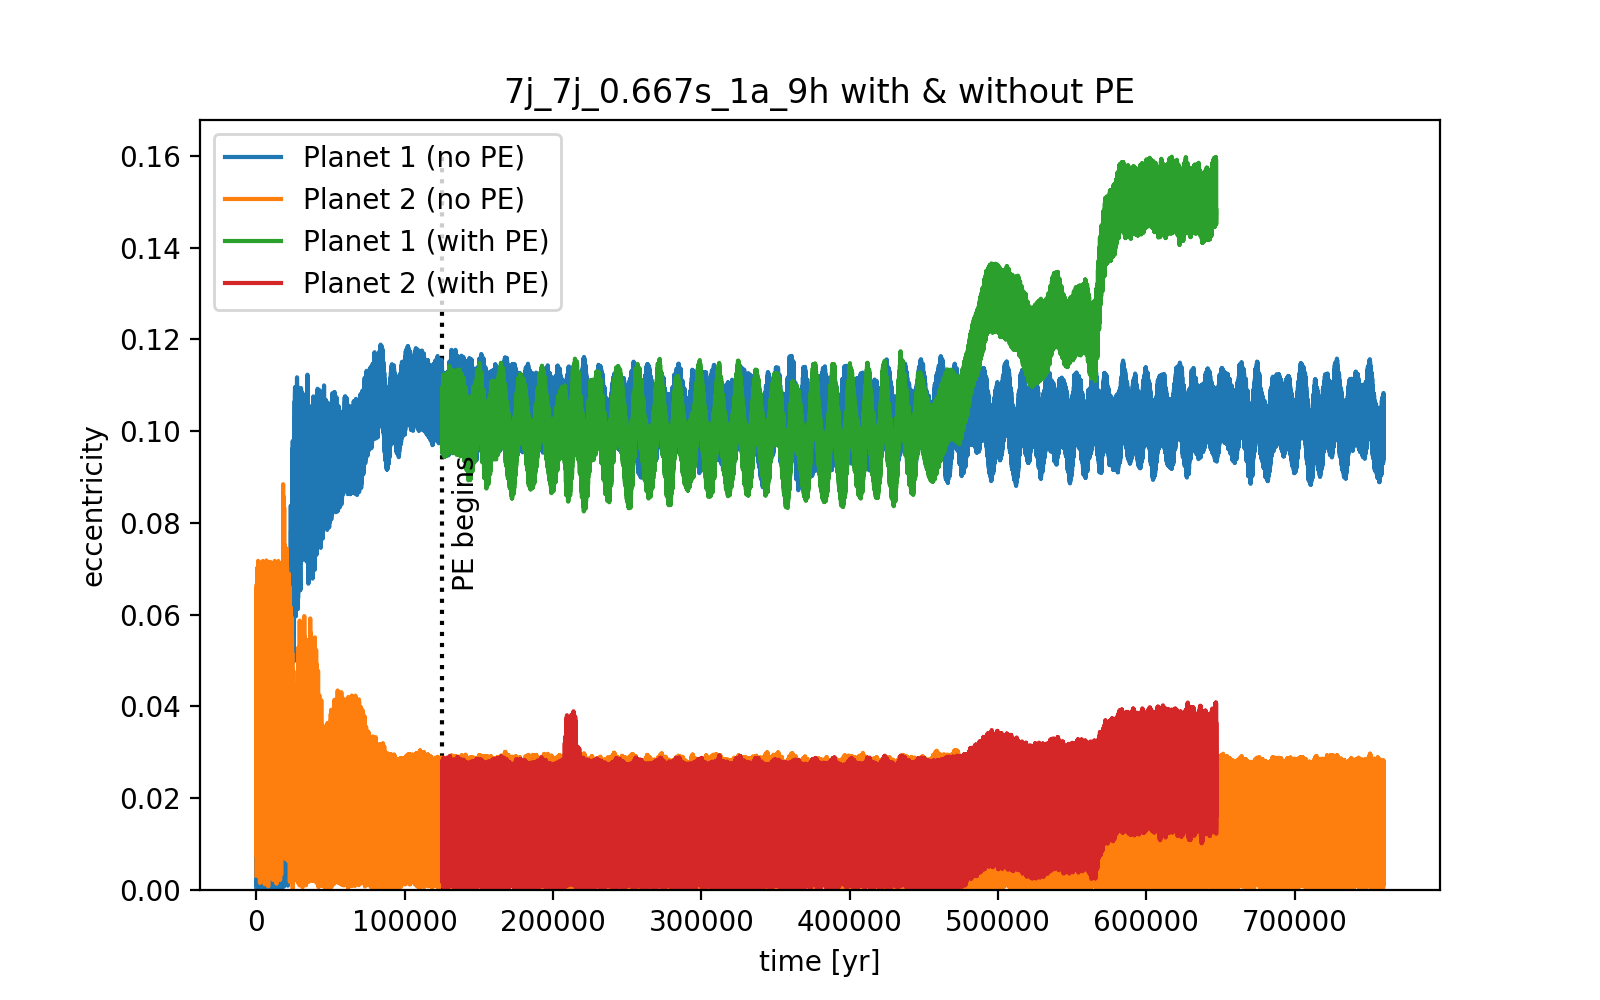 7j_7j_0.667s_1a_9h with & without PE
Planet 1 (no PE)
Planet 2 (no PE)
Planet 1 (with PE)
Planet 2 (with PE)
0.16
0.14
0.12
0.10
0.08
0.06
0.04
0.02
0.00
eccentricity
PE begins
0
100000
200000
300000
400000
500000
600000
700000
time [yr]